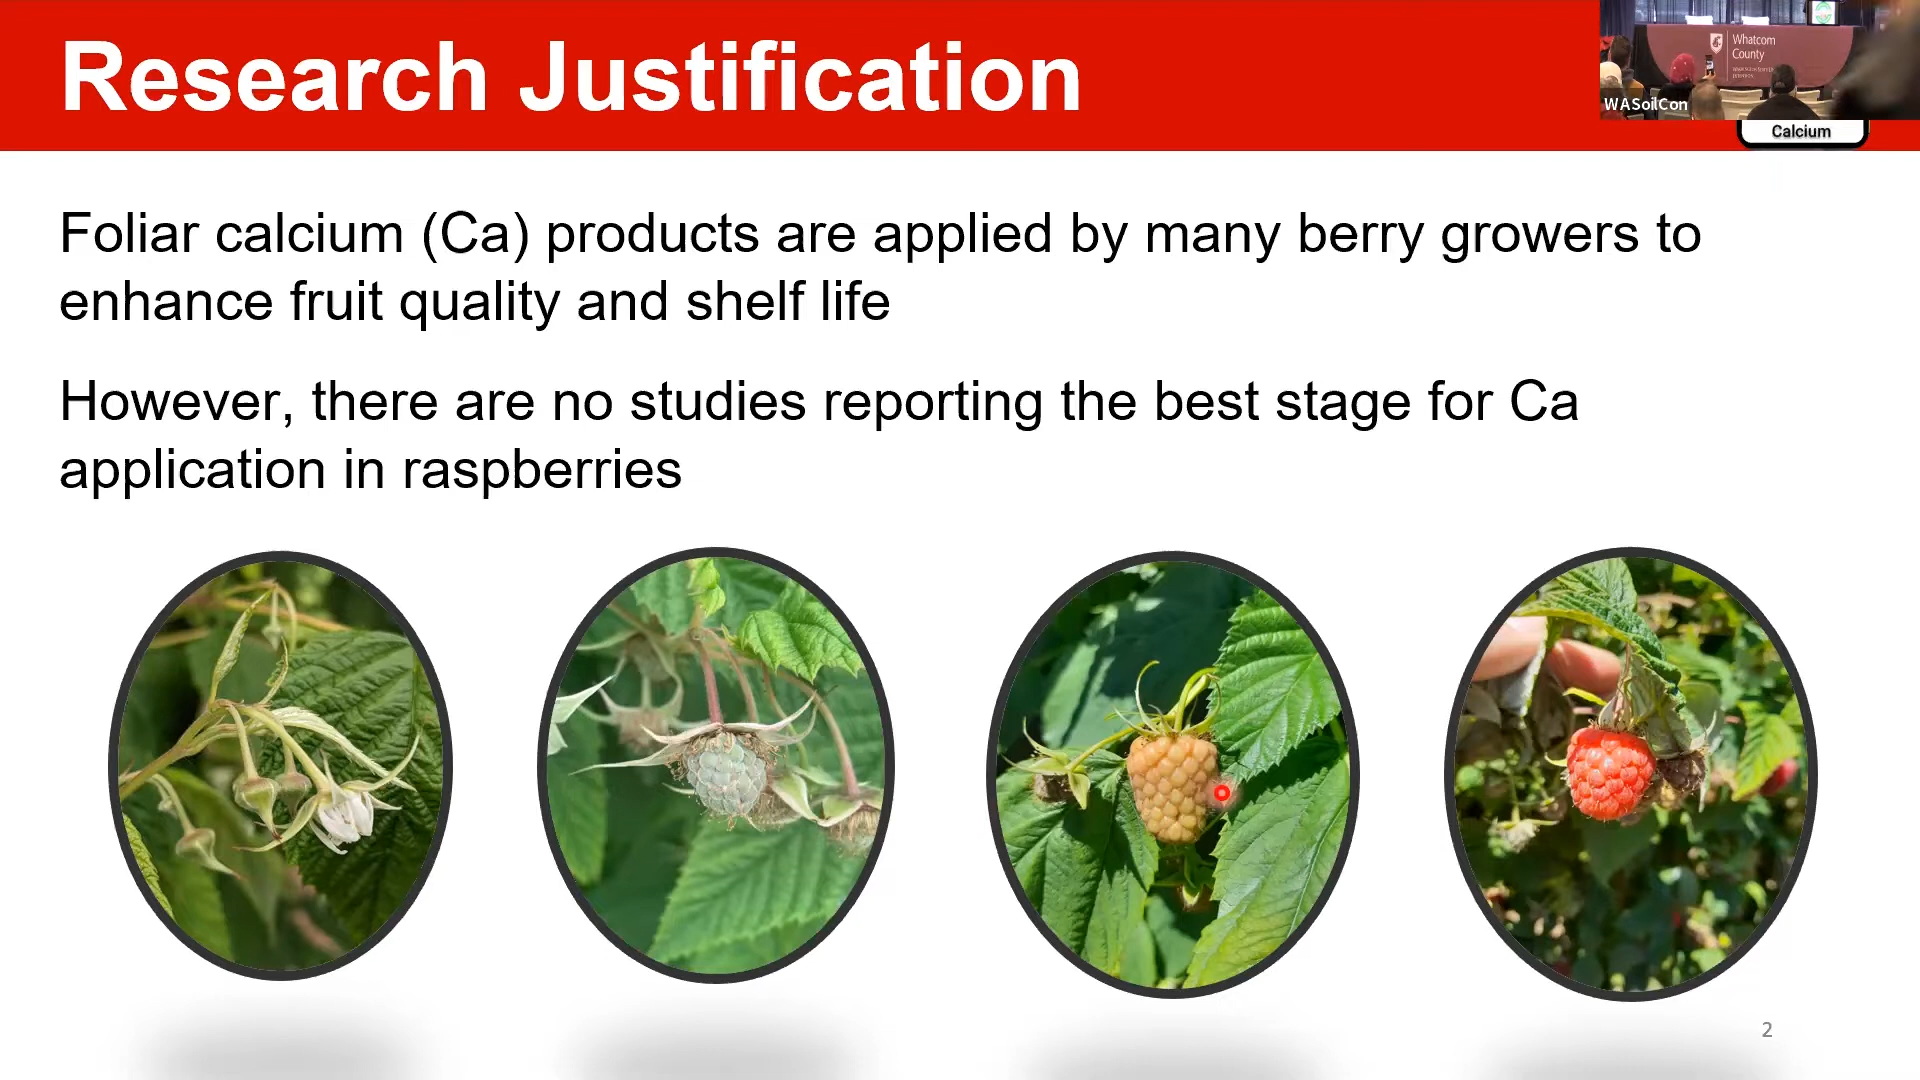 Research Justification
Whatcom
County
WASoilCon
Calcium
Foliar calcium (Ca) products are applied by many berry growers to
enhance fruit quality and shelf life
However, there are no studies reporting the best stage for Ca
application in raspberries
2